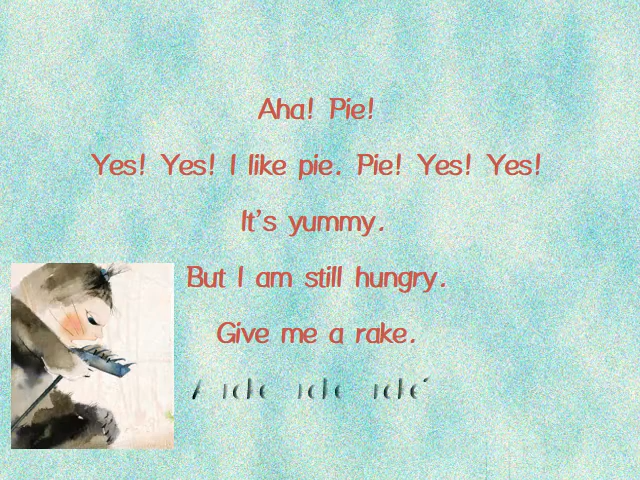 Aha! Pie!
Yes! Yes! I like pie. Pie! Yes! Yes!
It's yummy.
But I am still hungry.
Give me a rake.